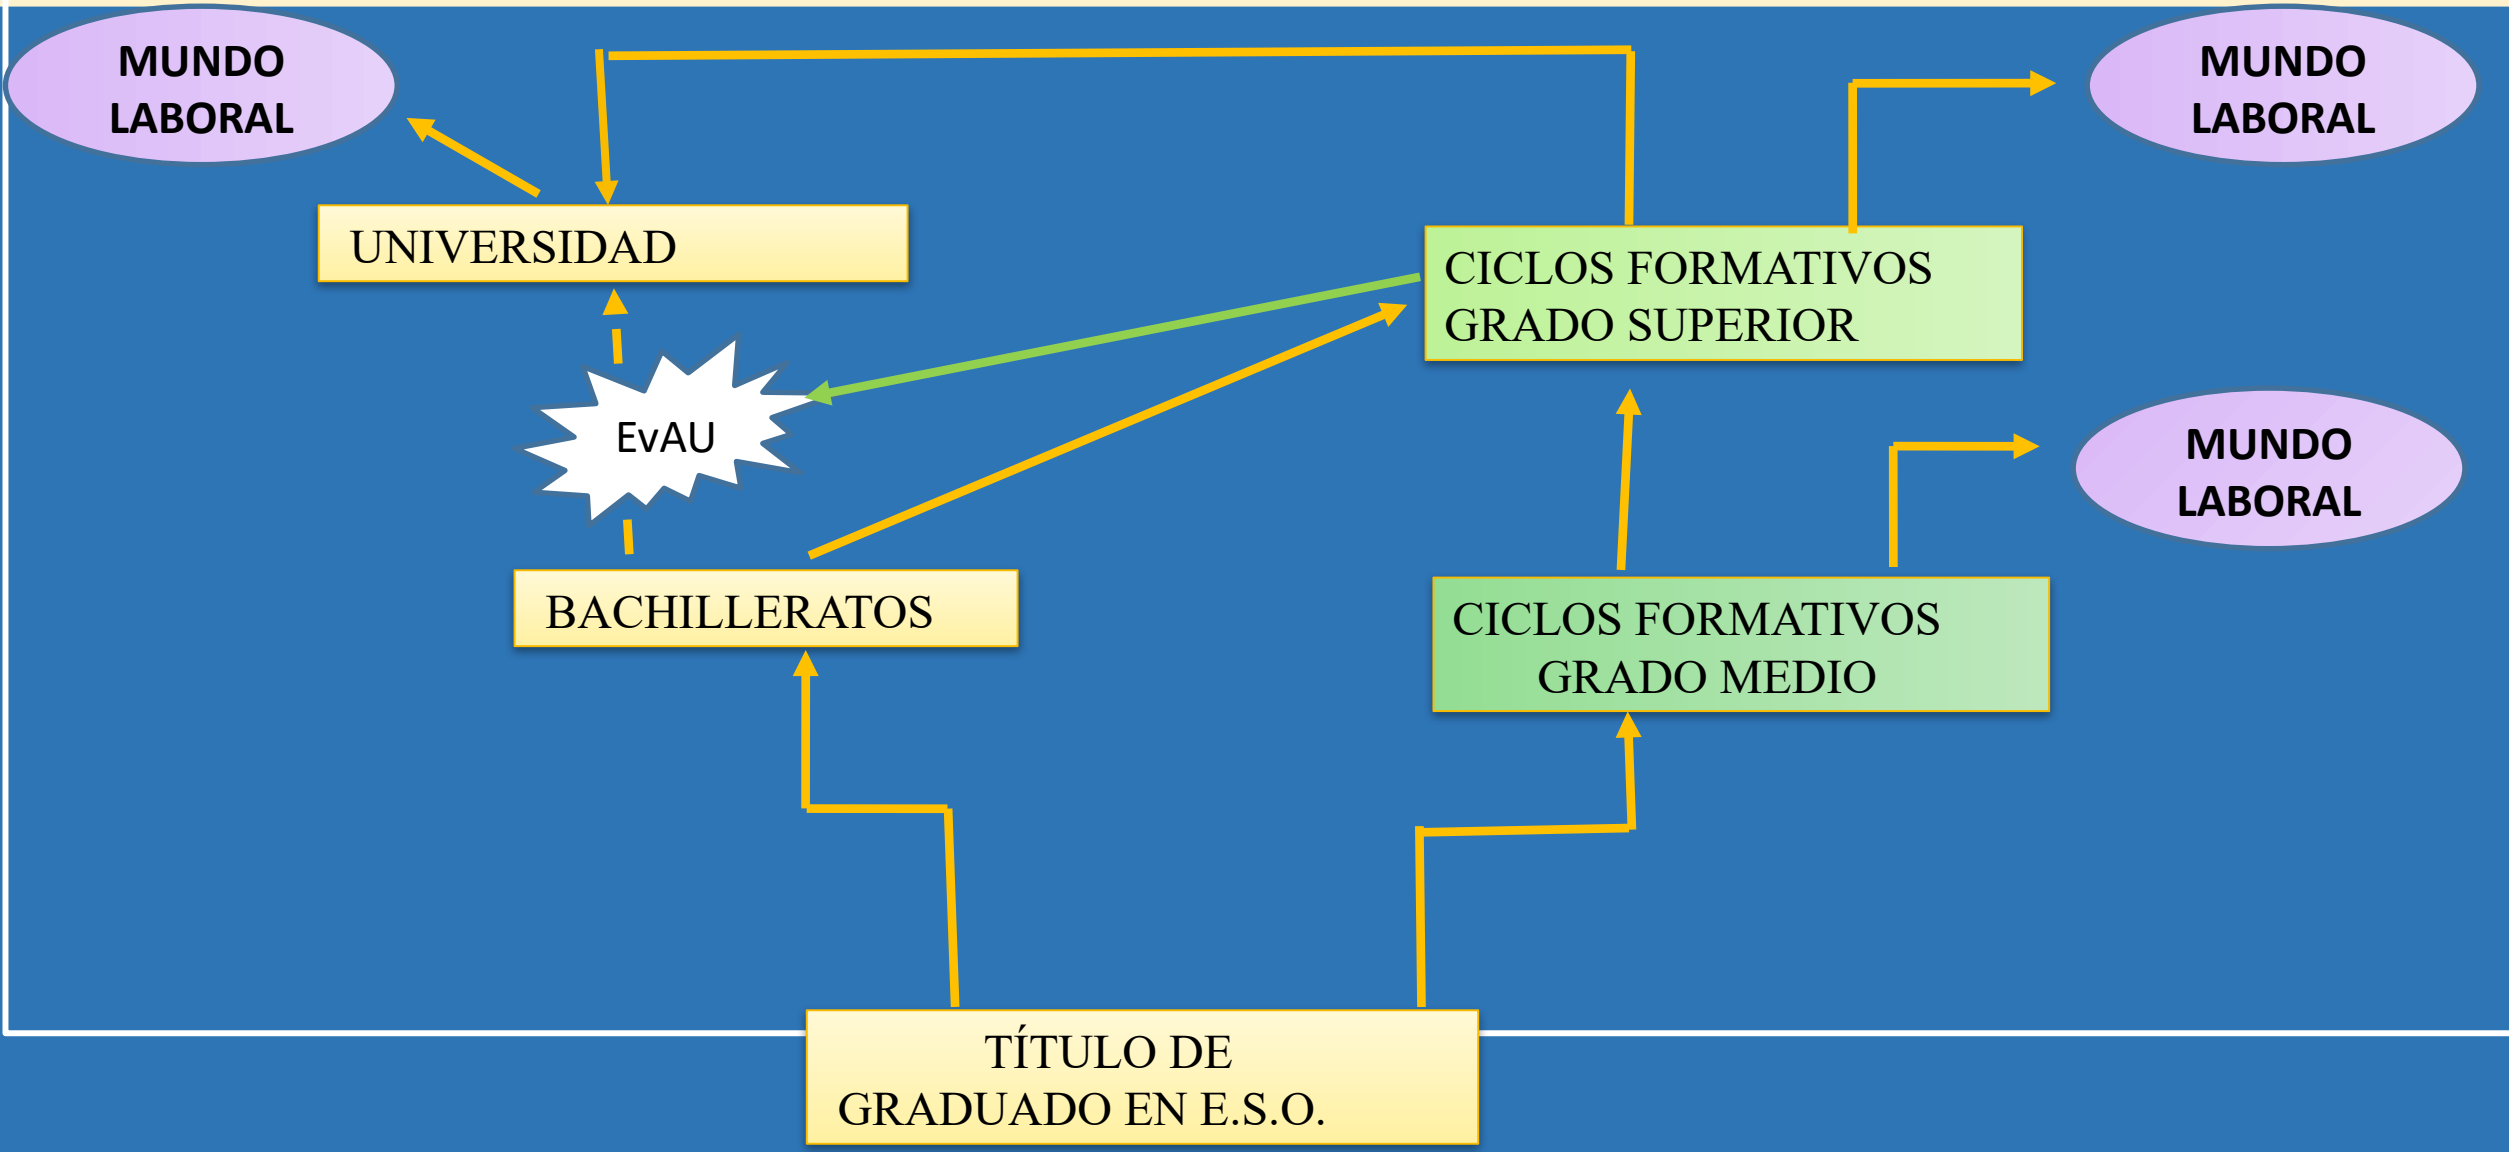 MUNDO
LABORAL
MUNDO
LABORAL
UNIVERSIDAD
CICLOS FORMATIVOS
GRADO SUPERIOR
EvAU
MUNDO
LABORAL
BACHILLERATOS
CICLOS FORMATIVOS
GRADO MEDIO
TÍTULO DE
GRADUADO EN E.S.O.